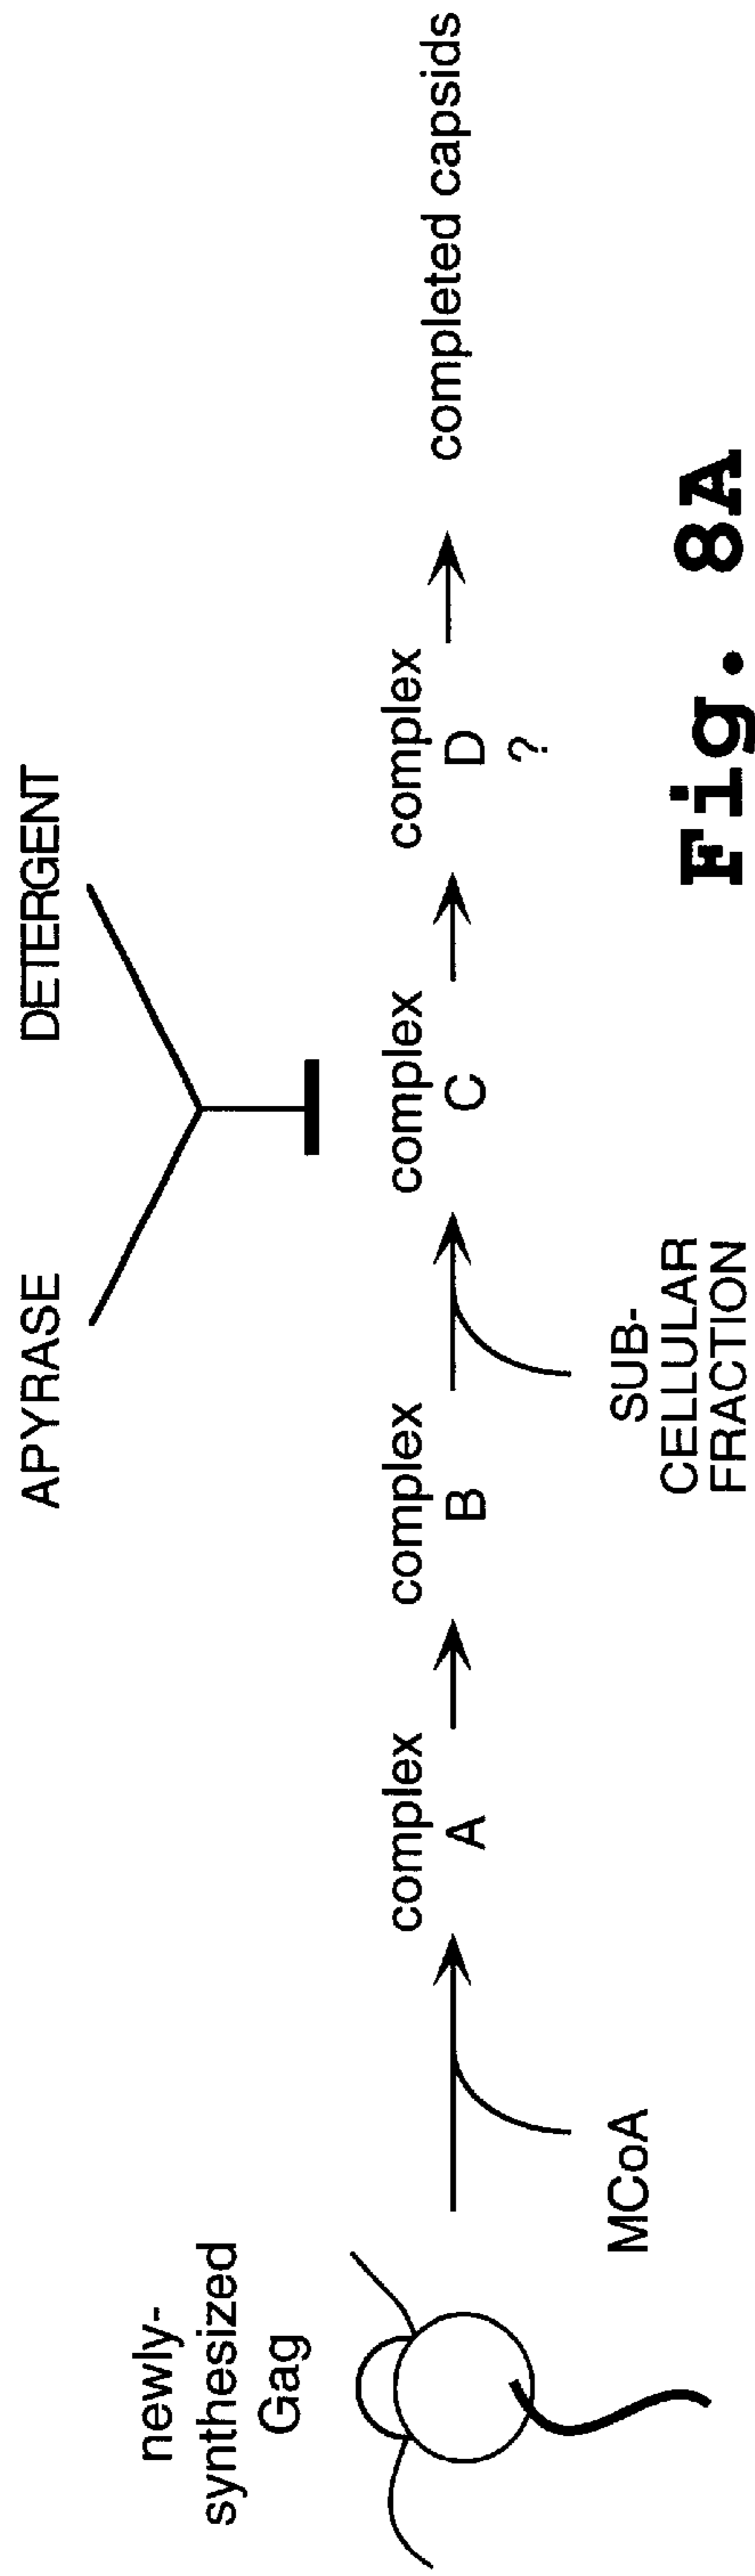 APYRASE
DETERGENT
newly-
synthesized
Gag
complex
A
complex
B
complex
C
complex
D
?
completed capsids
MCoA
SUB-
CELLULAR
FRACTION
Fig. 8A